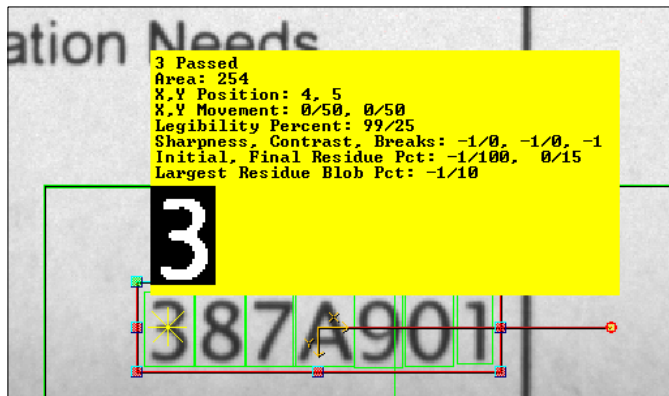 ation Needs
3 Passed
Area: 254
X,Y Position: 4, 5
X,Y Movement: 0/50, 0/50
Legibility Percent: 99/25
Sharpness, Contrast, Breaks: -1/0, -1/0, -1
Initial, Final Residue Pct: -1/100, 0/15
Largest Residue Blob Pct: -1/10
3
387A901
X
Y